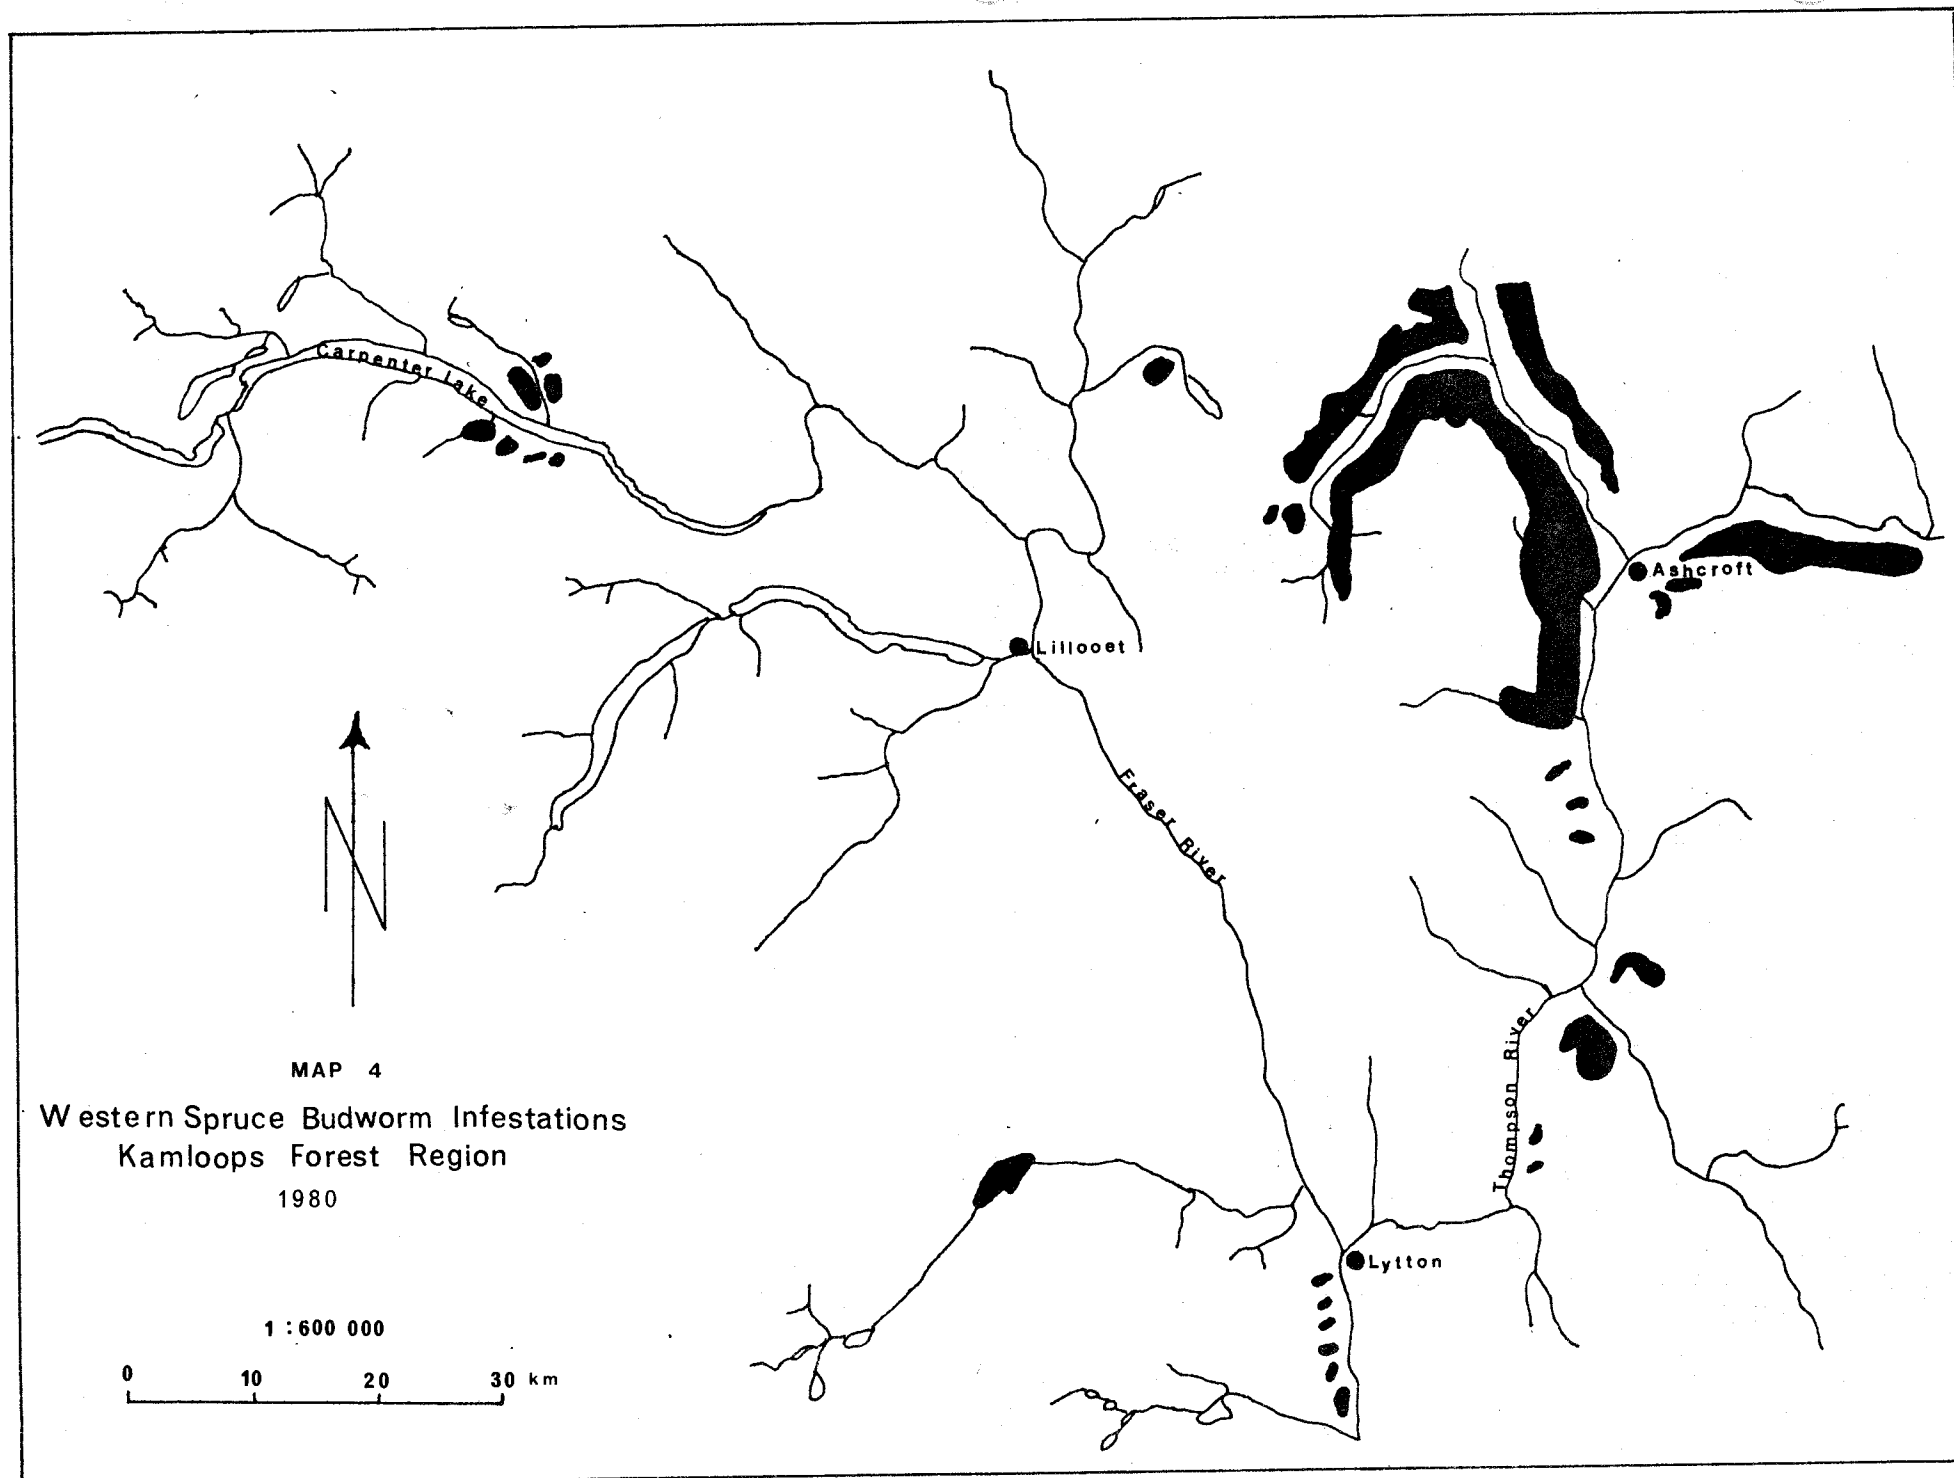 Carpenter Lake
Ashcroft
Lillooet
Fraser River
Thompson River
Lytton
N
MAP 4
Western Spruce Budworm Infestations
Kamloops Forest Region
1980
1 : 600 000
0 10 20 30 km